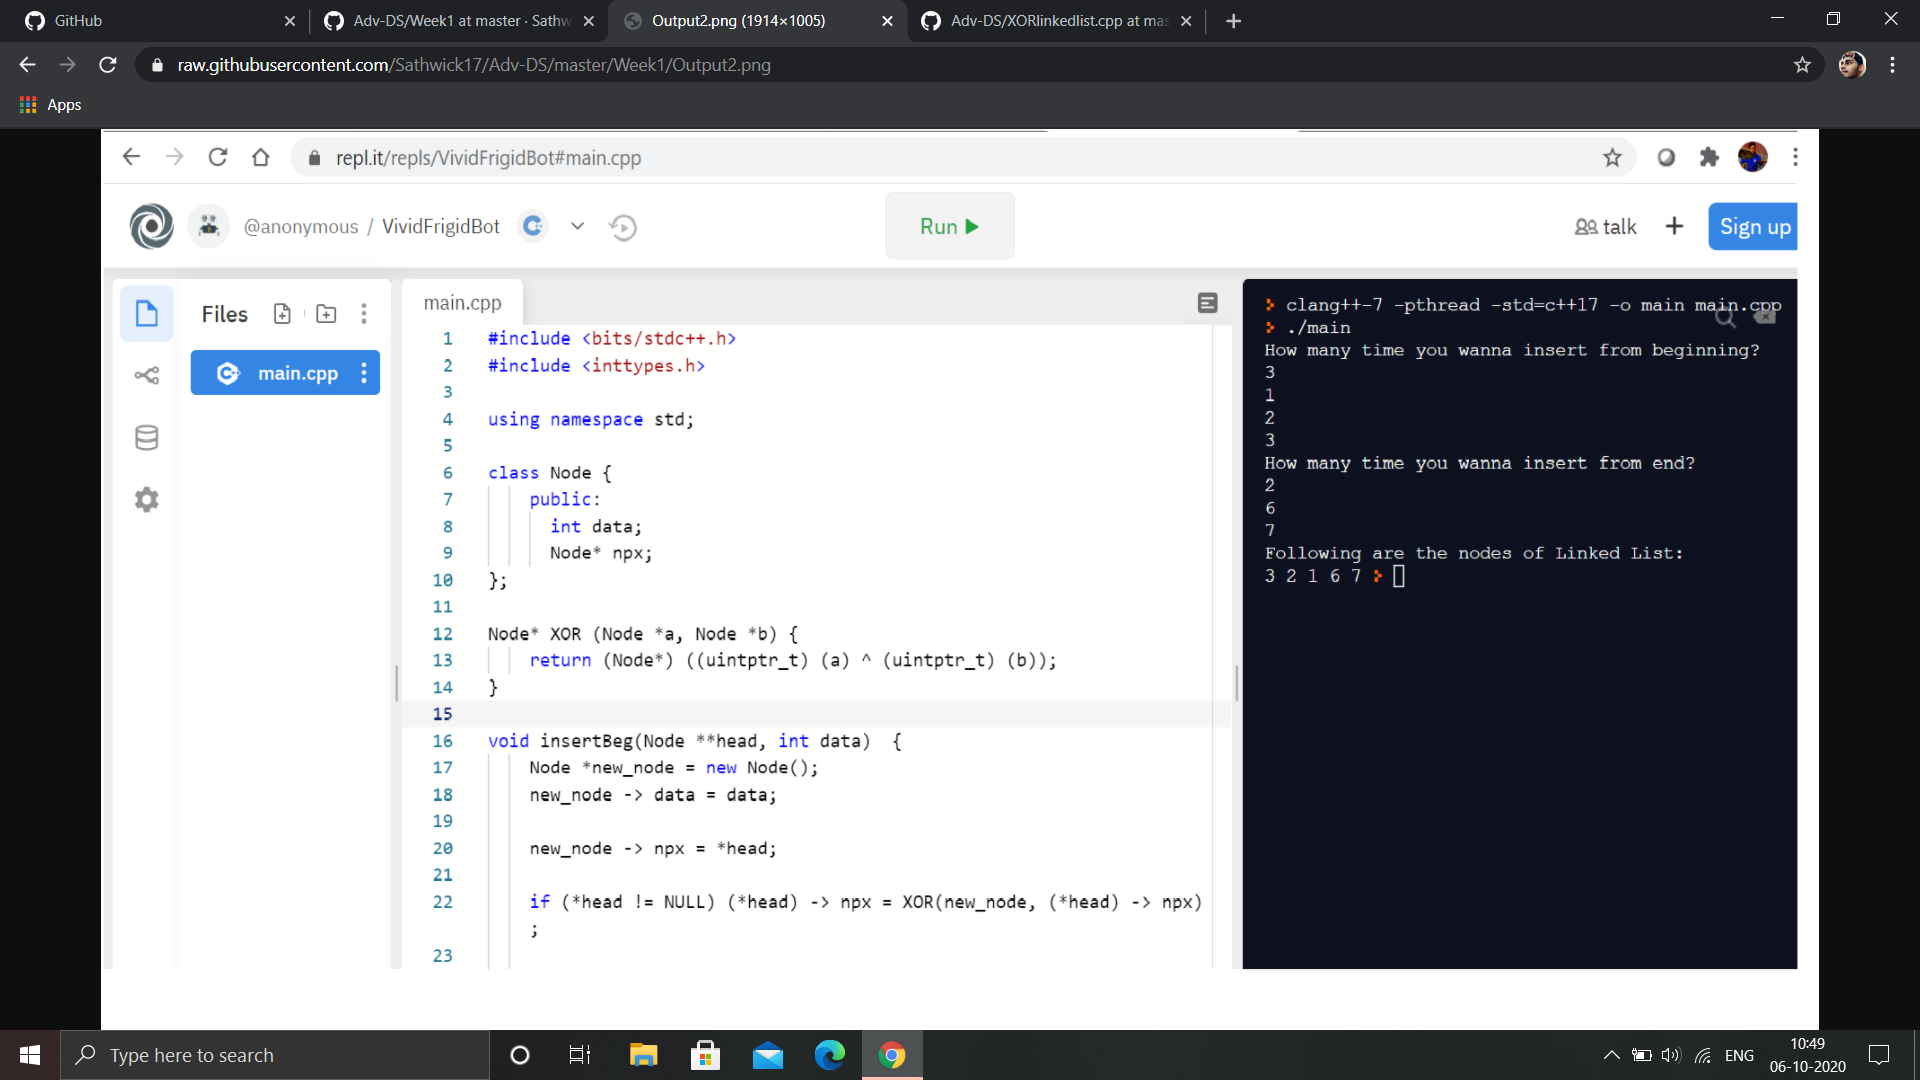 GitHub
Adv-DS/Week1 at master · Sathw
Output2.png (1914×1005)
Adv-DS/XORlinkedlist.cpp at mas
raw.githubusercontent.com/Sathwick17/Adv-DS/master/Week1/Output2.png
Apps
repl.it/repls/VividFrigidBot#main.cpp
@anonymous / VividFrigidBot
Run
talk
Sign up
Files
main.cpp
main.cpp
1 #include <bits/stdc++.h>
2 #include <inttypes.h>
3
4 using namespace std;
5
6 class Node {
7 public:
8 int data;
9 Node* npx;
10 };
11
12 Node* XOR (Node *a, Node *b) {
13 return (Node*) ((uintptr_t) (a) ^ (uintptr_t) (b));
14 }
15
16 void insertBeg(Node **head, int data)  {
17 Node *new_node = new Node();
18 new_node -> data = data;
19
20 new_node -> npx = *head;
21
22 if (*head != NULL) (*head) -> npx = XOR(new_node, (*head) -> npx)
;
23
clang++-7 -pthread -std=c++17 -o main main.cpp
./main
How many time you wanna insert from beginning?
3
1
2
3
How many time you wanna insert from end?
2
6
7
Following are the nodes of Linked List:
3 2 1 6 7
Type here to search
ENG
10:49
06-10-2020